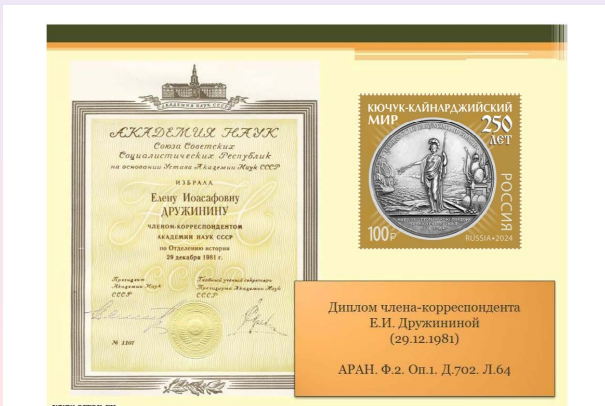 АКАДЕМИЯ НАУК СССР
АКАДЕМИЯ НАУК
Союза Советских
Социалистических Республик
на основании Устава Академии Наук СССР
ИЗБРАЛА
Елену Иоасафовну
ДРУЖИНИНУ
ЧЛЕНОМ-КОРРЕСПОНДЕНТОМ
АКАДЕМИИ НАУК СССР
по Отделению истории
29 декабря 1981 г.
Президент
Академии Наук
СССР
Главный ученый секретарь
Президиума Академии Наук
СССР
№ 1107
КЮЧУК-КАЙНАРДЖИЙСКИЙ
МИР
250
ЛЕТ
РОССИЯ
100₽
RUSSIA•2024
Диплом члена-корреспондента
Е.И. Дружининой
(29.12.1981)
АРАН. Ф.2. Оп.1. Д.702. Л.64